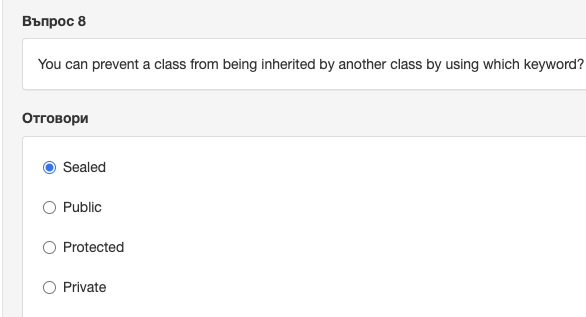 Въпрос 8
You can prevent a class from being inherited by another class by using which keyword?
Отговори
Sealed
Public
Protected
Private